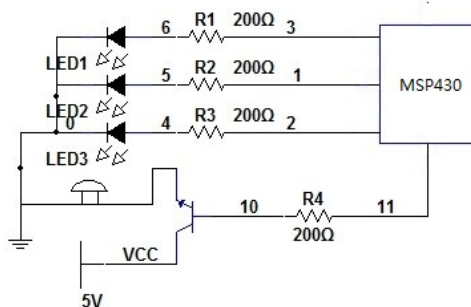 6 R1 200Ω 3
LED1
5 R2 200Ω 1
MSP430
LED2
0 4 R3 200Ω 2
LED3
10 R4 11
200Ω
VCC
5V